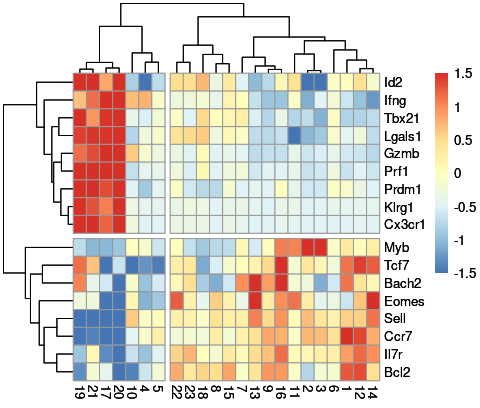 Id2
Ifng
Tbx21
Lgals1
Gzmb
Prf1
Prdm1
Klrg1
Cx3cr1
Myb
Tcf7
Bach2
Eomes
Sell
Ccr7
Il7r
Bcl2
1.5
1
0.5
0
-0.5
-1
-1.5
19 21 17 20 10 4 5 22 23 18 8 15 7 13 9 16 11 2 3 6 1 12 14